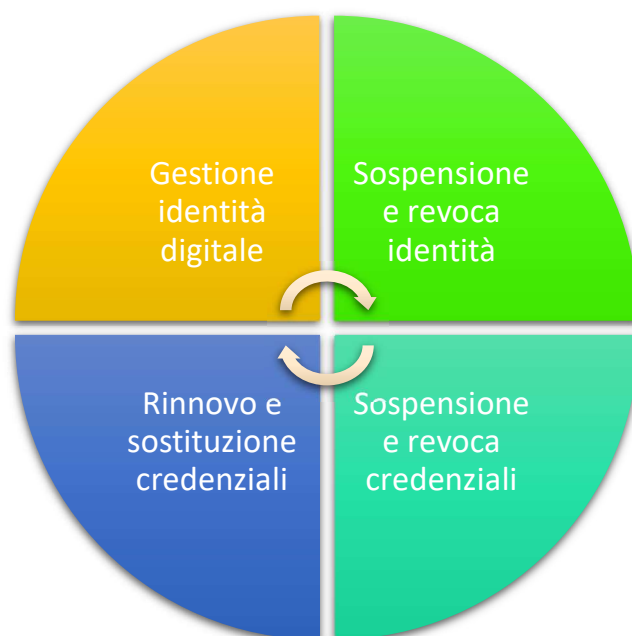 Gestione
identità
digitale
Sospensione
e revoca
identità
Rinnovo e
sostituzione
credenziali
Sospensione
e revoca
credenziali